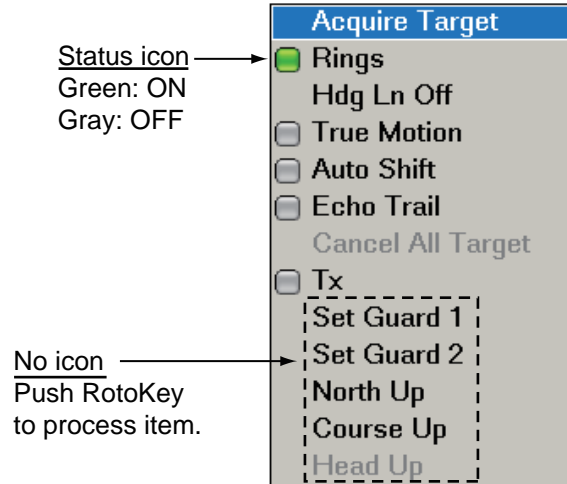 Acquire Target
Status icon
Green: ON
Gray: OFF
Rings
Hdg Ln Off
True Motion
Auto Shift
Echo Trail
Cancel All Target
Tx
Set Guard 1
Set Guard 2
North Up
Course Up
Head Up
No icon
Push RotoKey
to process item.